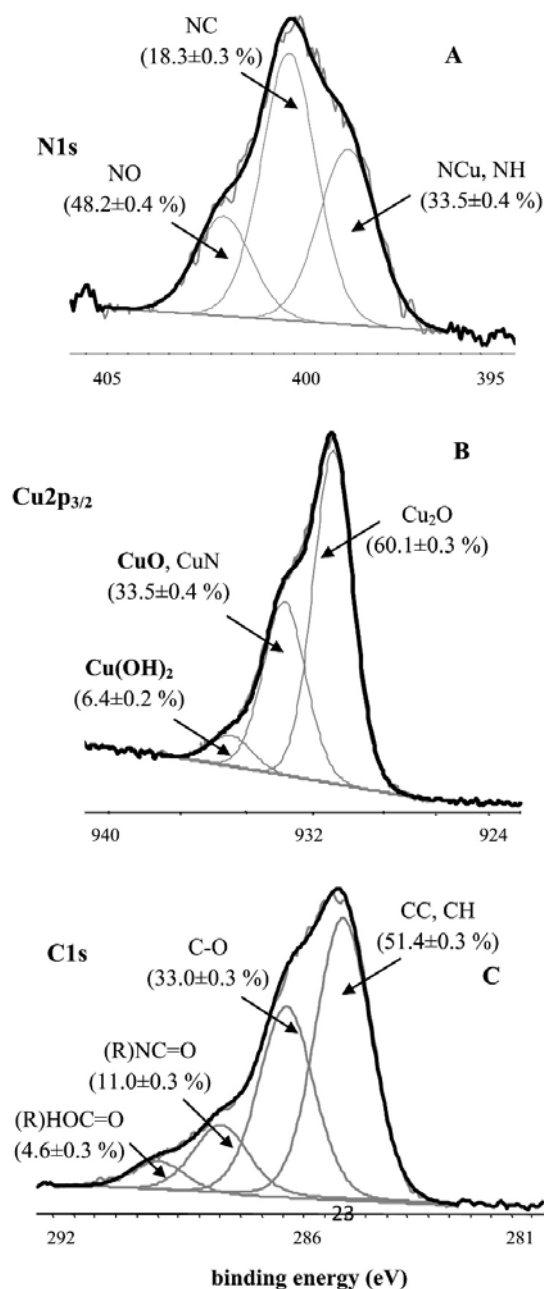 NC
(18.3±0.3 %)
A
N1s
NO
(48.2±0.4 %)
NCu, NH
(33.5±0.4 %)
405 400 395
B
Cu2p3/2
Cu₂O
(60.1±0.3 %)
CuO, CuN
(33.5±0.4 %)
Cu(OH)₂
(6.4±0.2 %)
940 932 924
C1s
CC, CH
(51.4±0.3 %)
C
C-O
(33.0±0.3 %)
(R)NC=O
(11.0±0.3 %)
(R)HOC=O
(4.6±0.3 %)
23
292 286 281
binding energy (eV)